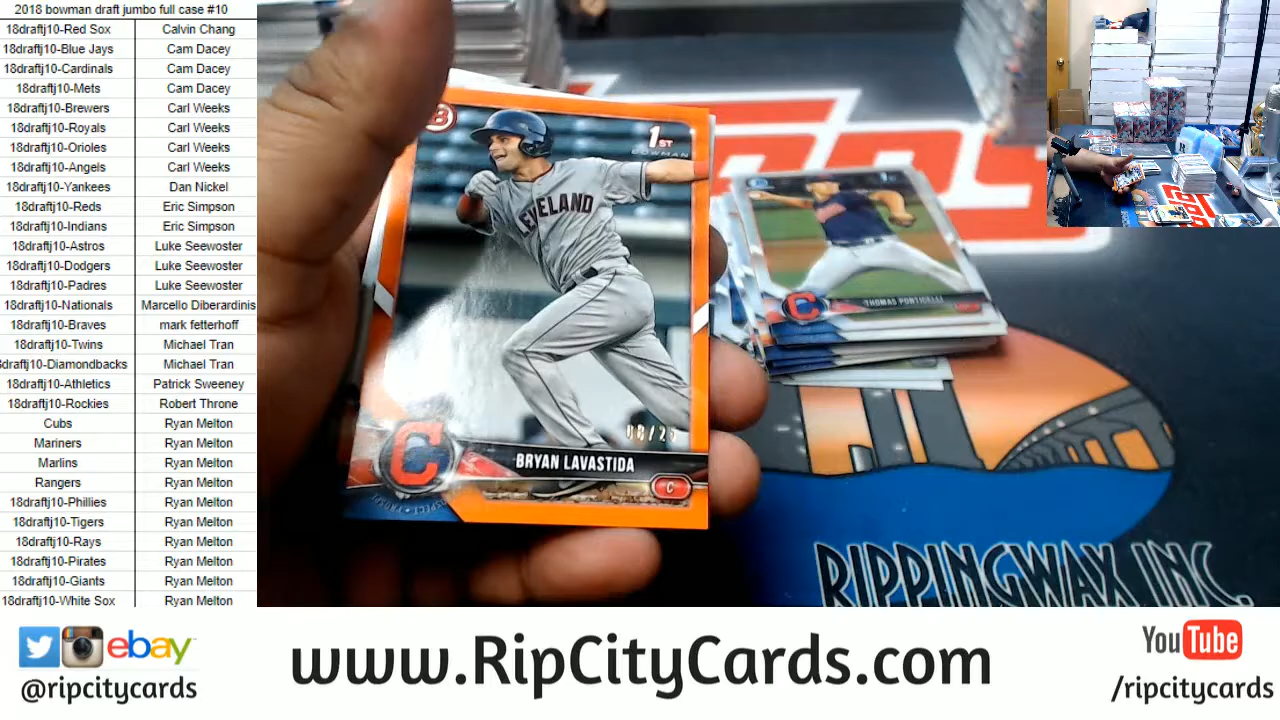 2018 bowman draft jumbo full case #10
18draftj10-Red Sox Calvin Chang
18draftj10-Blue Jays Cam Dacey
18draftj10-Cardinals Cam Dacey
18draftj10-Mets Cam Dacey
18draftj10-Brewers Carl Weeks
18draftj10-Royals Carl Weeks
18draftj10-Orioles Carl Weeks
18draftj10-Angels Carl Weeks
18draftj10-Yankees Dan Nickel
18draftj10-Reds Eric Simpson
18draftj10-Indians Eric Simpson
18draftj10-Astros Luke Seewoster
18draftj10-Dodgers Luke Seewoster
18draftj10-Padres Luke Seewoster
18draftj10-Nationals Marcello Diberardinis
18draftj10-Braves mark fetterhoff
18draftj10-Twins Michael Tran
8draftj10-Diamondbacks Michael Tran
18draftj10-Athletics Patrick Sweeney
18draftj10-Rockies Robert Throne
Cubs Ryan Melton
Mariners Ryan Melton
Marlins Ryan Melton
Rangers Ryan Melton
18draftj10-Phillies Ryan Melton
18draftj10-Tigers Ryan Melton
18draftj10-Rays Ryan Melton
18draftj10-Pirates Ryan Melton
18draftj10-Giants Ryan Melton
18draftj10-White Sox Ryan Melton
B
1ST
BOWMAN
CLEVELAND
C
BRYAN LAVASTIDA
C
C
THOMAS PONTICELLI
RIPPINGWAX INC.
ebay
@ripcitycards
www.RipCityCards.com
YouTube
/ripcitycards